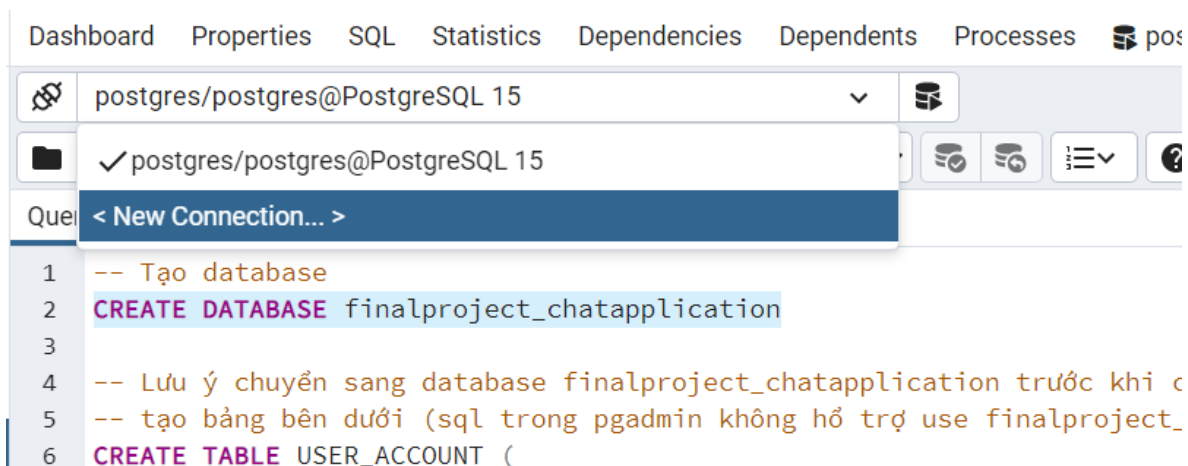 Dashboard Properties SQL Statistics Dependencies Dependents Processes
postgres/postgres@PostgreSQL 15
✓postgres/postgres@PostgreSQL 15
< New Connection... >
1 -- Tạo database
2 CREATE DATABASE finalproject_chatapplication
3
4 -- Lưu ý chuyển sang database finalproject_chatapplication trước khi
5 -- tạo bảng bên dưới (sql trong pgadmin không hổ trợ use finalproject_
6 CREATE TABLE USER_ACCOUNT (